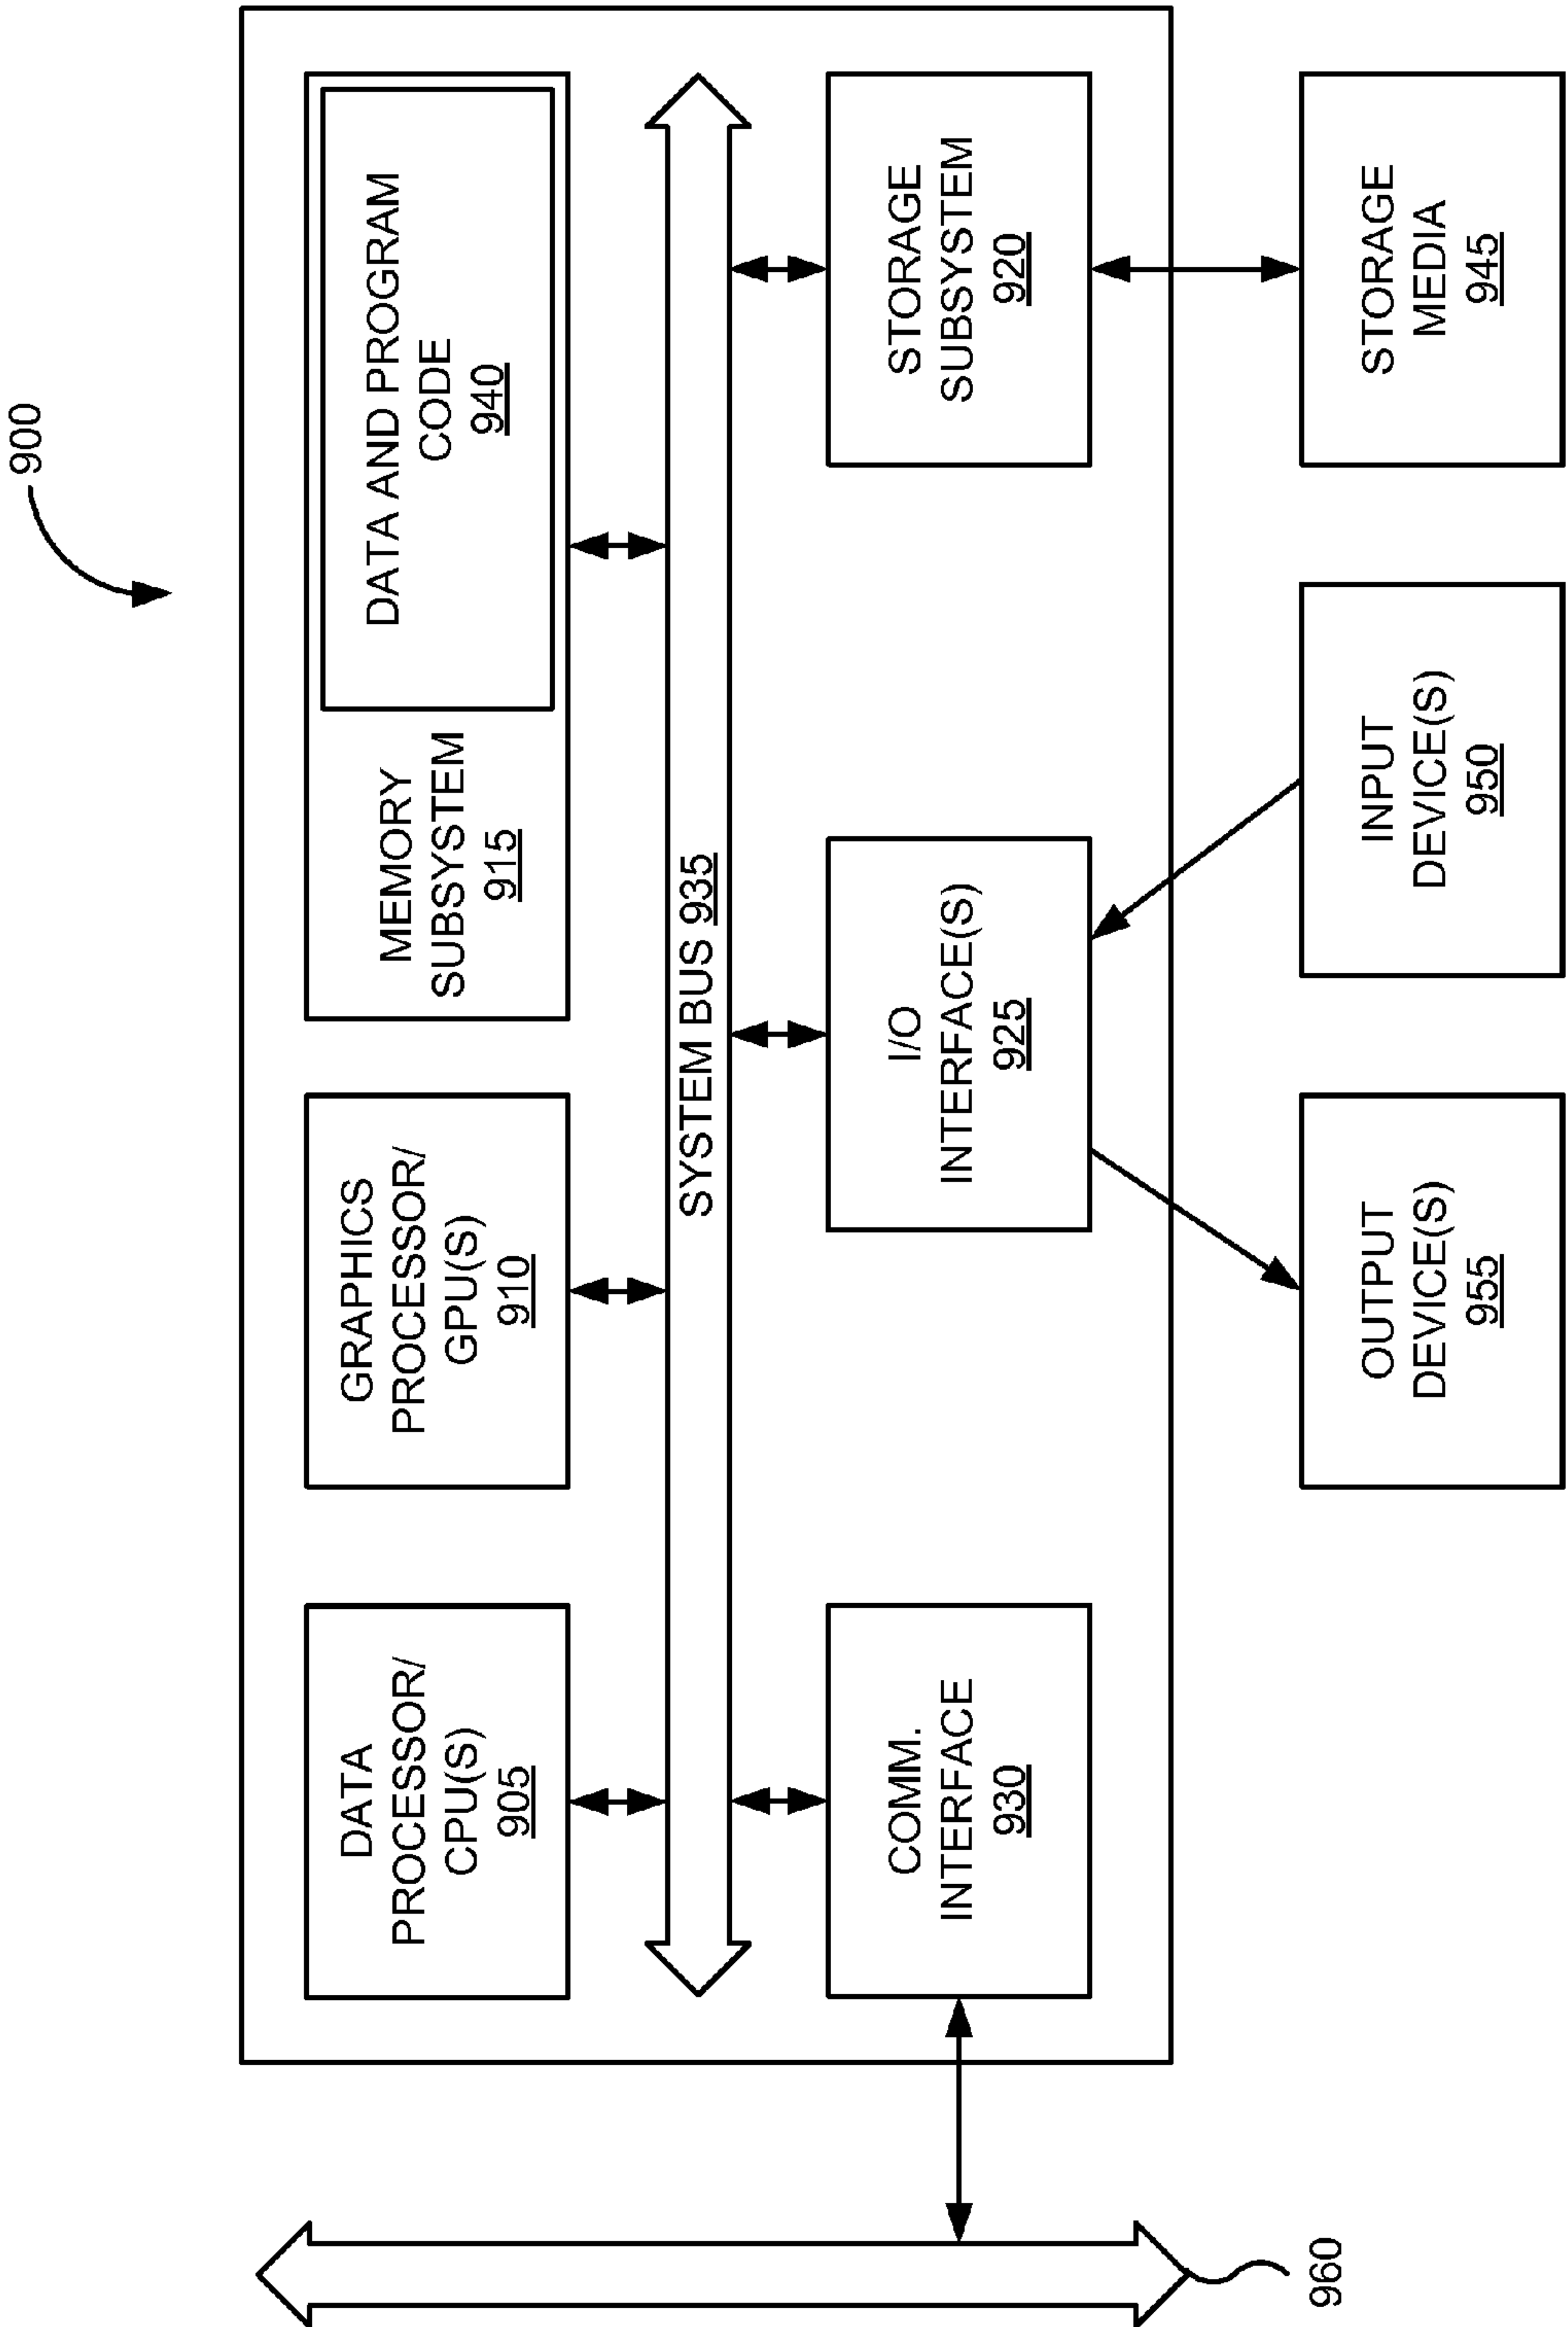 900
DATA
PROCESSOR/
CPU(S)
905
GRAPHICS
PROCESSOR/
GPU(S)
910
MEMORY
SUBSYSTEM
915
DATA AND PROGRAM
CODE
940
SYSTEM BUS 935
COMM.
INTERFACE
930
I/O
INTERFACE(S)
925
STORAGE
SUBSYSTEM
920
960
OUTPUT
DEVICE(S)
955
INPUT
DEVICE(S)
950
STORAGE
MEDIA
945